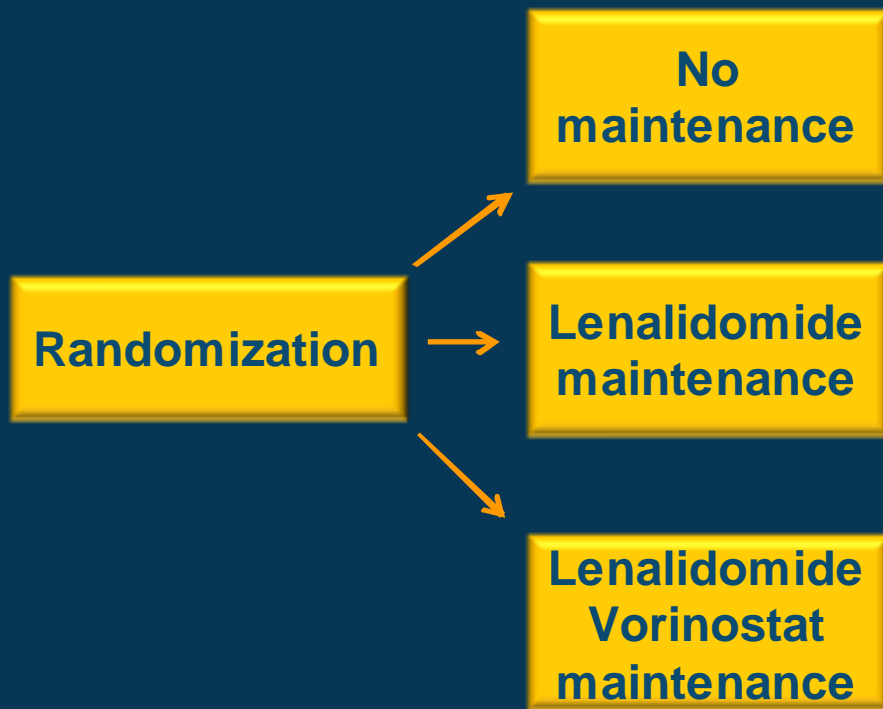 No
maintenance
Randomization
Lenalidomide
maintenance
Lenalidomide
Vorinostat
maintenance